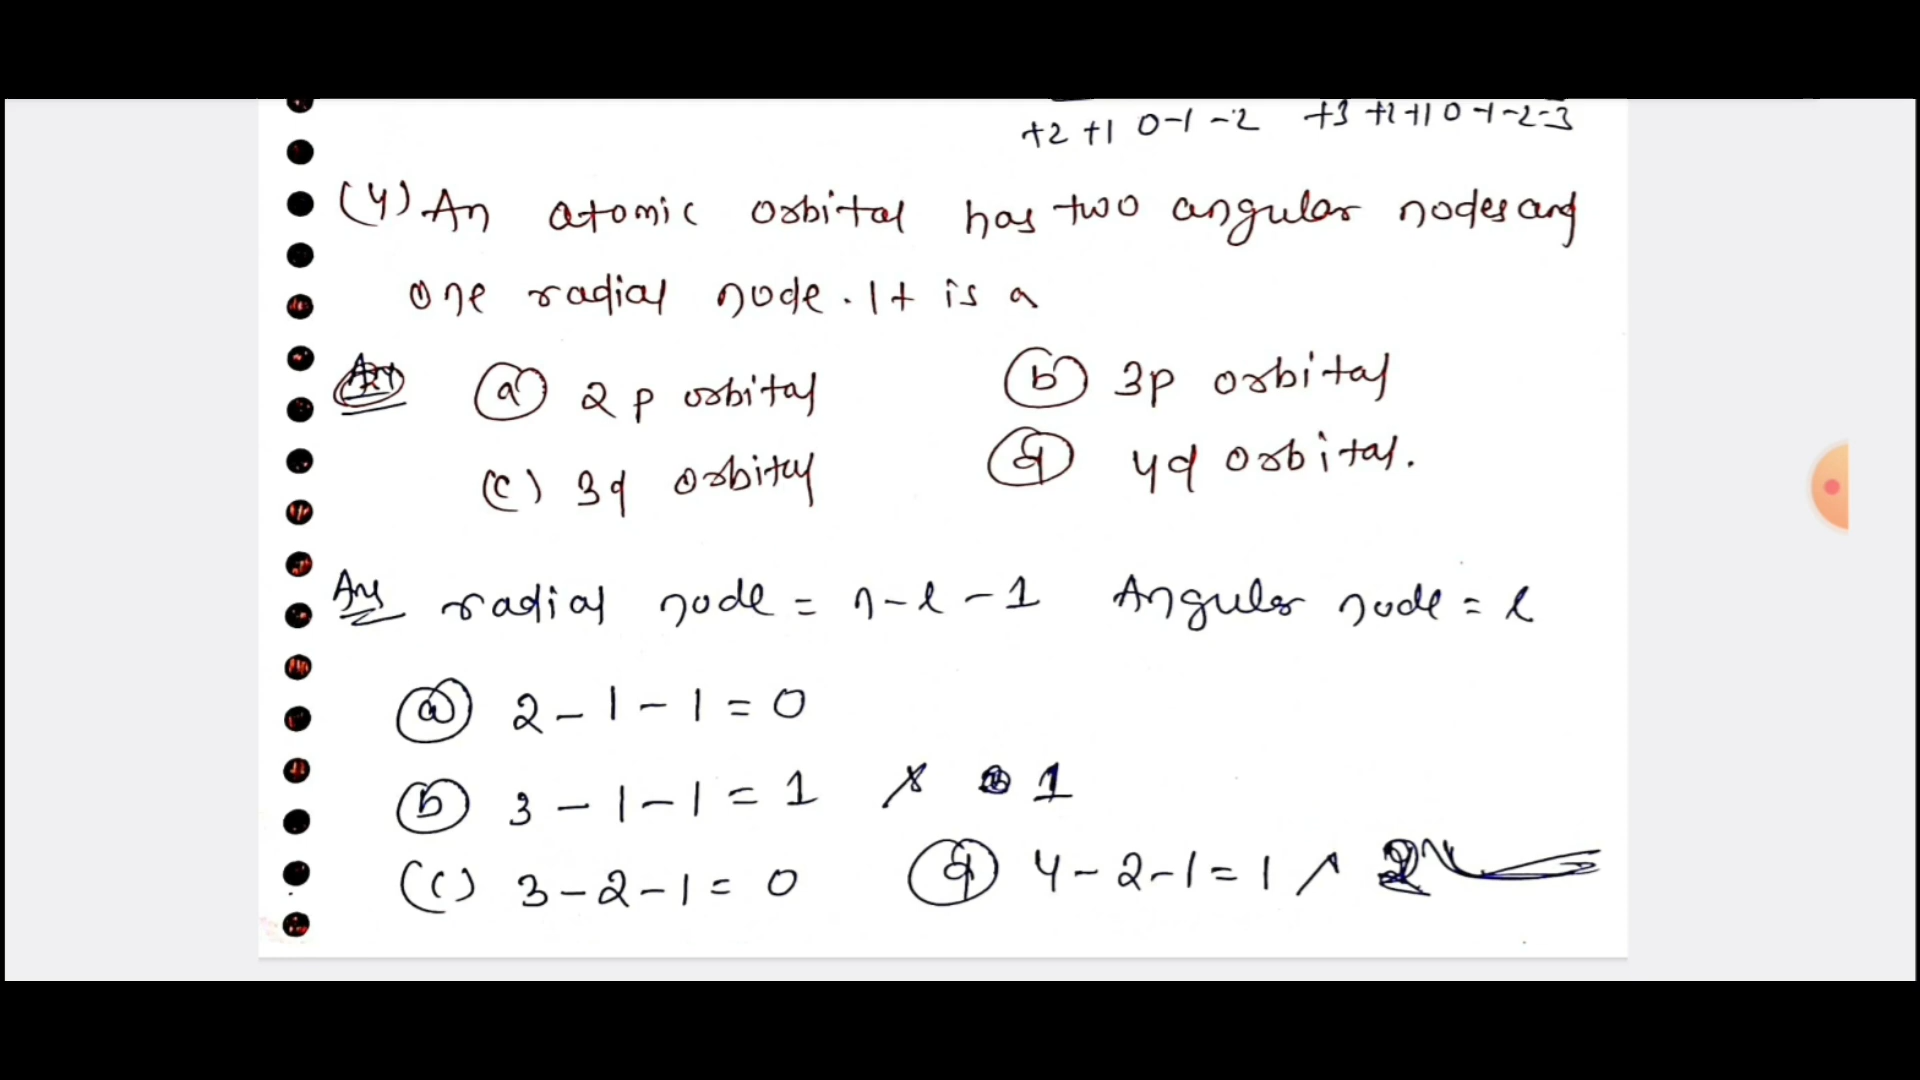 +2 +1 0 -1 -2 +3 +2 +1 0 -1 -2 -3
(4) An atomic orbital has two angular nodes and
one radial node. It is a
(a) 2p orbital (b) 3p orbital
(c) 3d orbital (d) 4d orbital.
Ans radial node = n - l - 1 Angular node = l
(a) 2 - 1 - 1 = 0
(b) 3 - 1 - 1 = 1 1
(c) 3 - 2 - 1 = 0 (d) 4 - 2 - 1 = 1 2